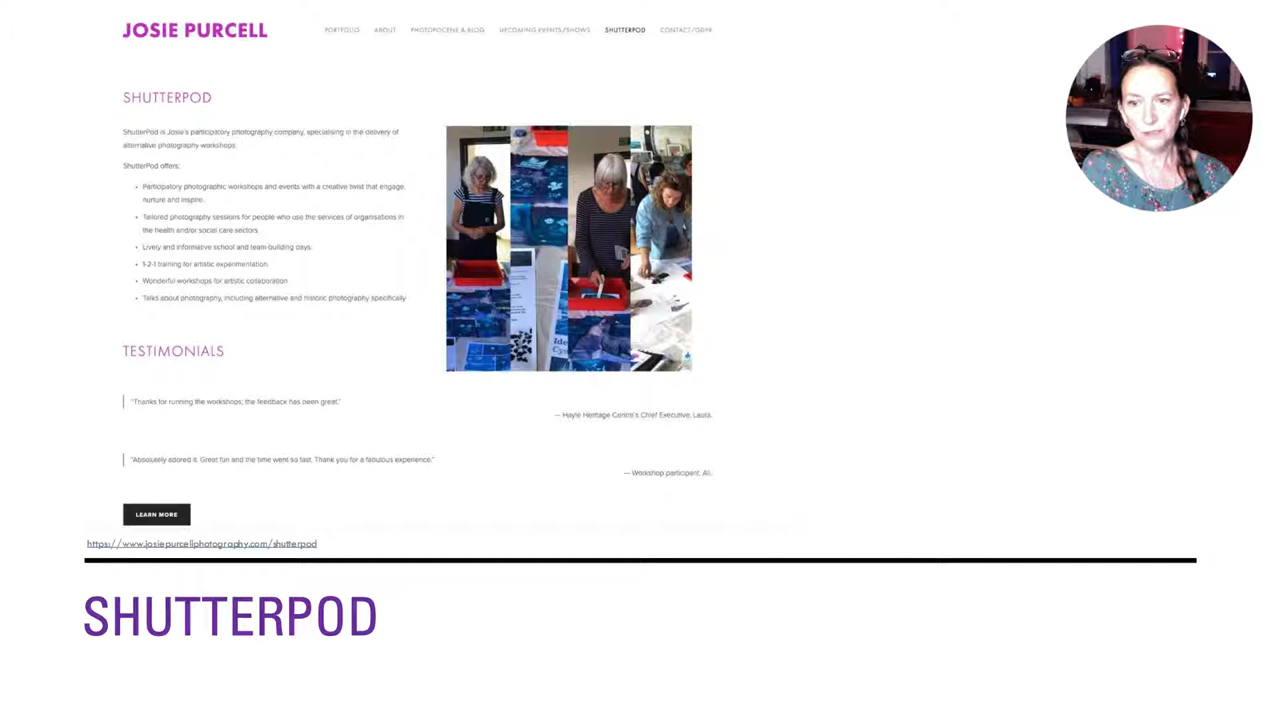 JOSIE PURCELL
PORTFOLIO ABOUT PHOTOPOCENE & BLOG UPCOMING EVENTS/SHOWS SHUTTERPOD CONTACT/GDPR
SHUTTERPOD
ShutterPod is Josie's participatory photography company, specialising in the delivery of
alternative photography workshops.
ShutterPod offers:
• Participatory photographic workshops and events with a creative twist that engage,
nurture and inspire.
• Tailored photography sessions for people who use the services of organisations in
the health and/or social care sectors
• Lively and informative school and team-building days.
• 1-2-1 training for artistic experimentation.
• Wonderful workshops for artistic collaboration
• Talks about photography, including alternative and historic photography specifically
TESTIMONIALS
"Thanks for running the workshops; the feedback has been great."
— Hayle Heritage Centre's Chief Executive, Laura.
"Absolutely adored it. Great fun and the time went so fast. Thank you for a fabulous experience."
— Workshop participant, Ali.
LEARN MORE
https://www.josiepurcellphotography.com/shutterpod
SHUTTERPOD